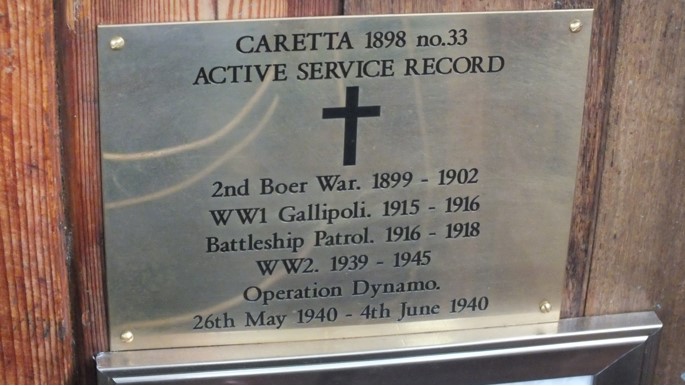 CARETTA 1898 no.33
ACTIVE SERVICE RECORD
2nd Boer War. 1899 - 1902
WW1 Gallipoli. 1915 - 1916
Battleship Patrol. 1916 - 1918
WW2. 1939 - 1945
Operation Dynamo.
26th May 1940 - 4th June 1940